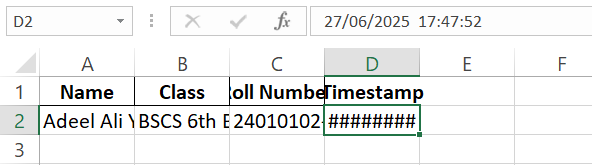 D2 fx 27/06/2025 17:47:52
A B C D E F
1 Name Class Roll Number Timestamp
2 Adeel Ali BSCS 6th 24010102- ########
3